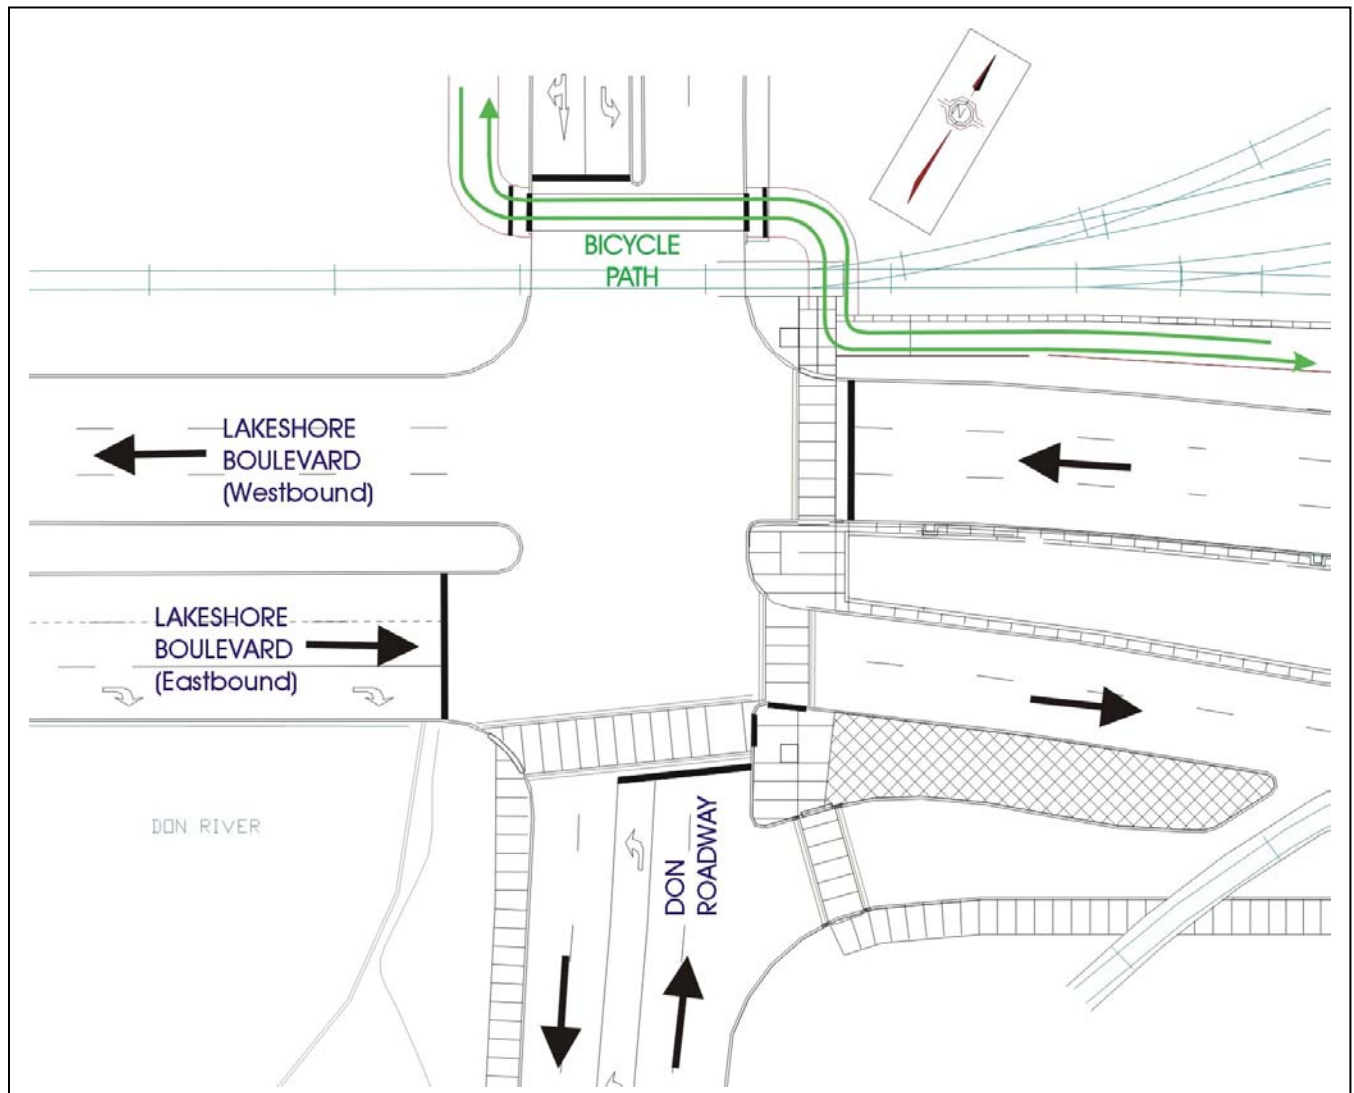 N
BICYCLE
PATH
LAKESHORE
BOULEVARD
(Westbound)
LAKESHORE
BOULEVARD
(Eastbound)
DON RIVER
DON
ROADWAY